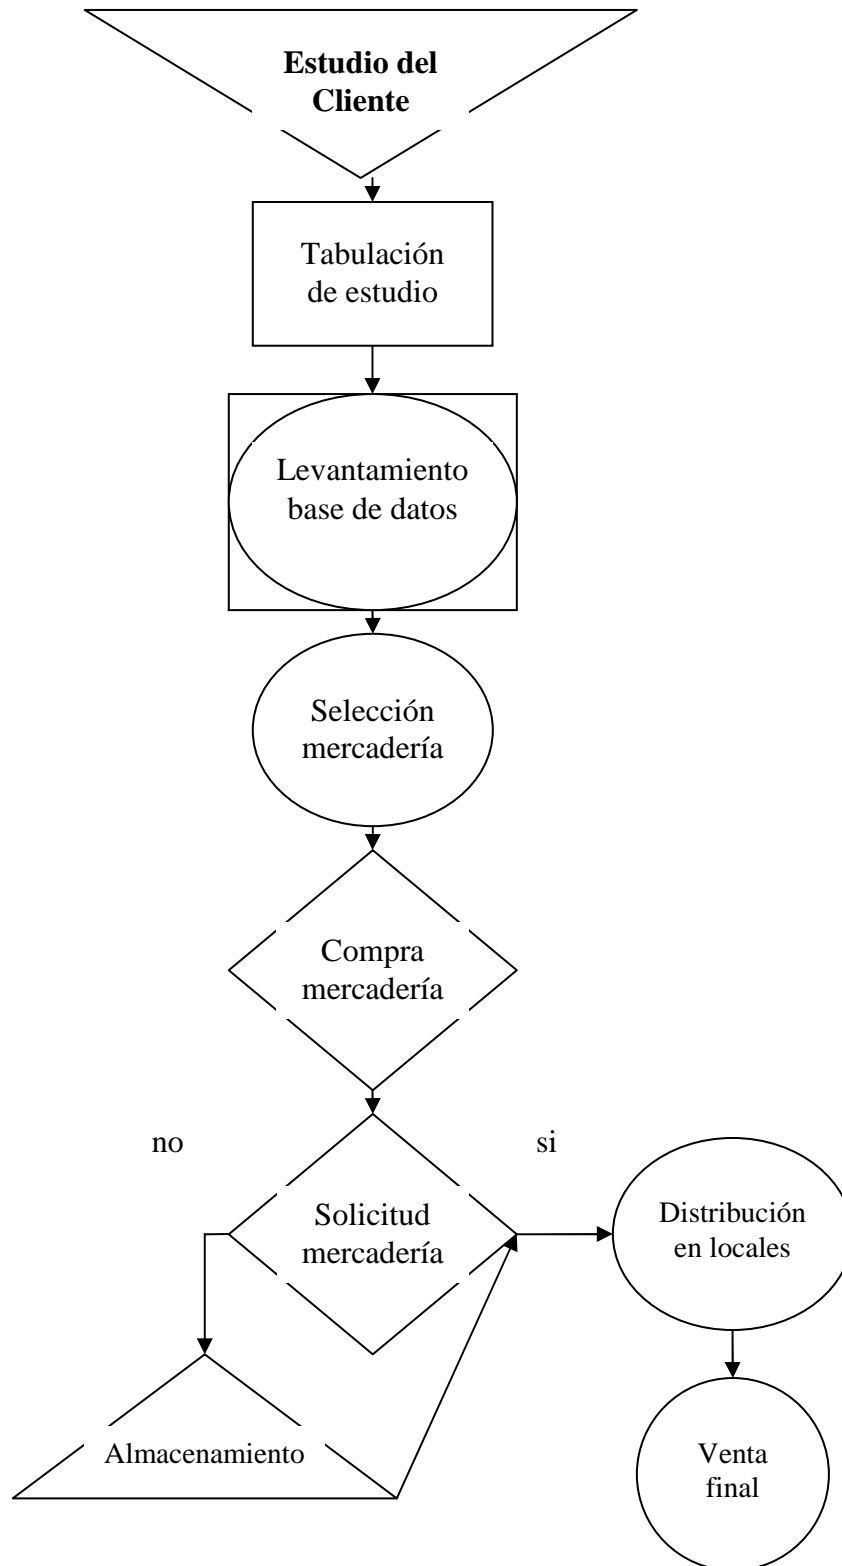 Estudio del
Cliente
Tabulación
de estudio
Levantamiento
base de datos
Selección
mercadería
Compra
mercadería
no
si
Solicitud
mercadería
Distribución
en locales
Almacenamiento
Venta
final